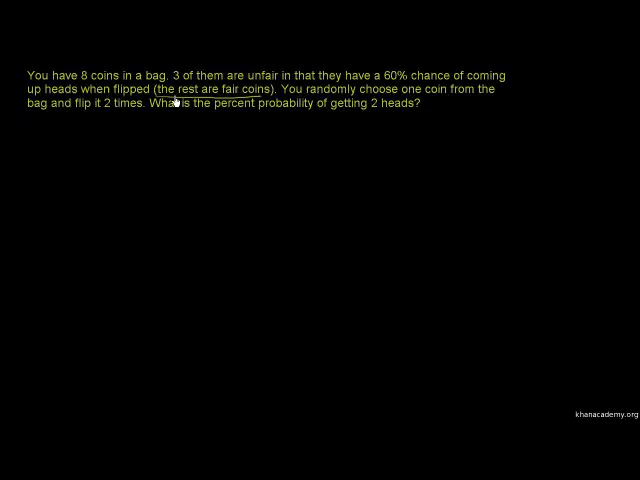 You have 8 coins in a bag. 3 of them are unfair in that they have a 60% chance of coming
up heads when flipped (the rest are fair coins). You randomly choose one coin from the
bag and flip it 2 times. What is the percent probability of getting 2 heads?
khanacademy.org